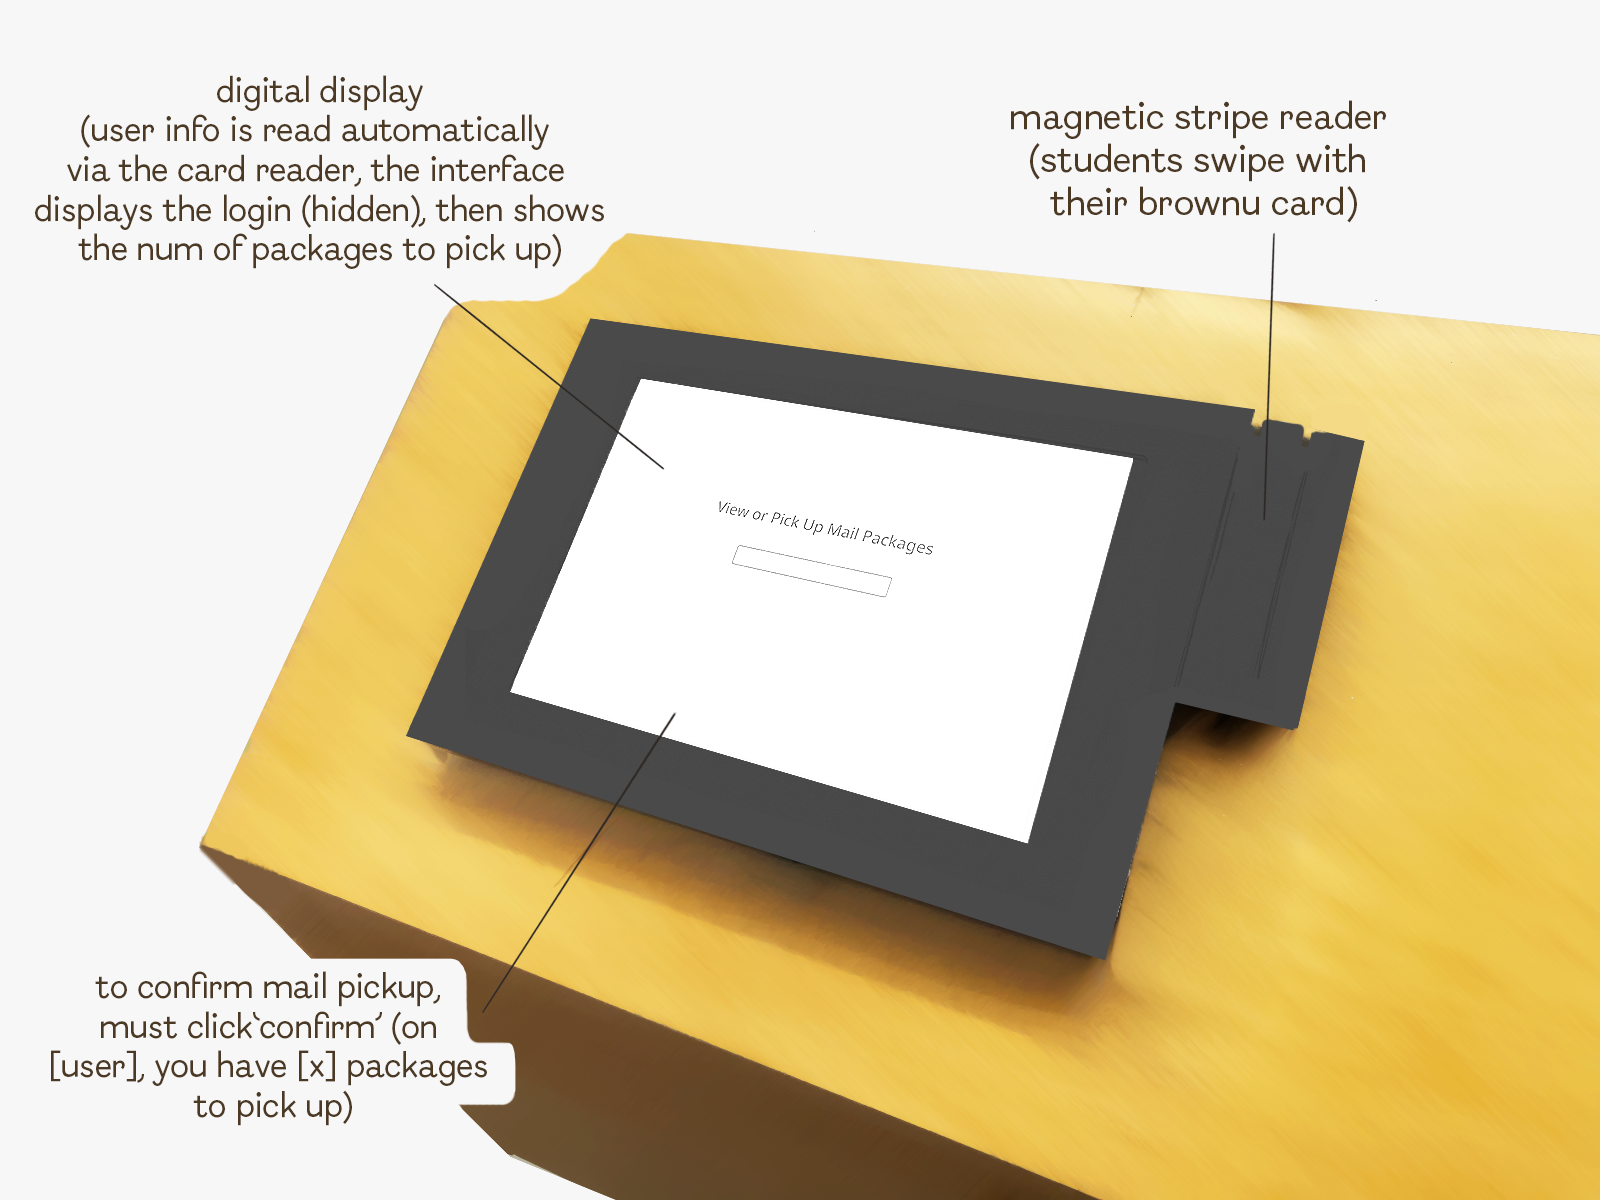 digital display
(user info is read automatically
via the card reader, the interface
displays the login (hidden), then shows
the num of packages to pick up)
magnetic stripe reader
(students swipe with
their brownu card)
View or Pick Up Mail Packages
to confirm mail pickup,
must click‘confirm’ (on
[user], you have [x] packages
to pick up)